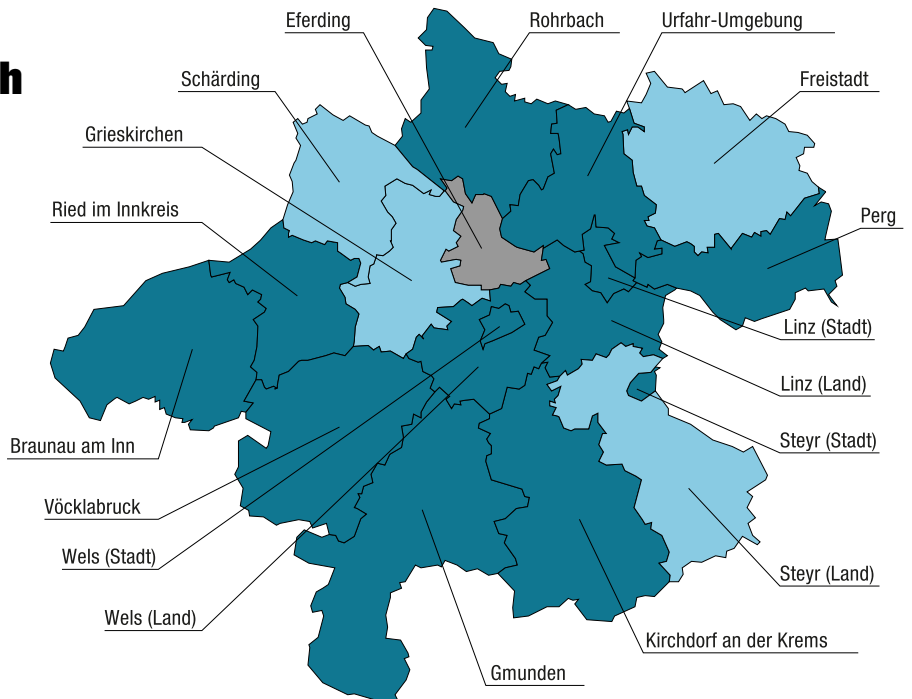 Eferding
Rohrbach
Urfahr-Umgebung
h
Schärding
Freistadt
Grieskirchen
Ried im Innkreis
Perg
Linz (Stadt)
Linz (Land)
Braunau am Inn
Steyr (Stadt)
Vöcklabruck
Wels (Stadt)
Steyr (Land)
Wels (Land)
Kirchdorf an der Krems
Gmunden